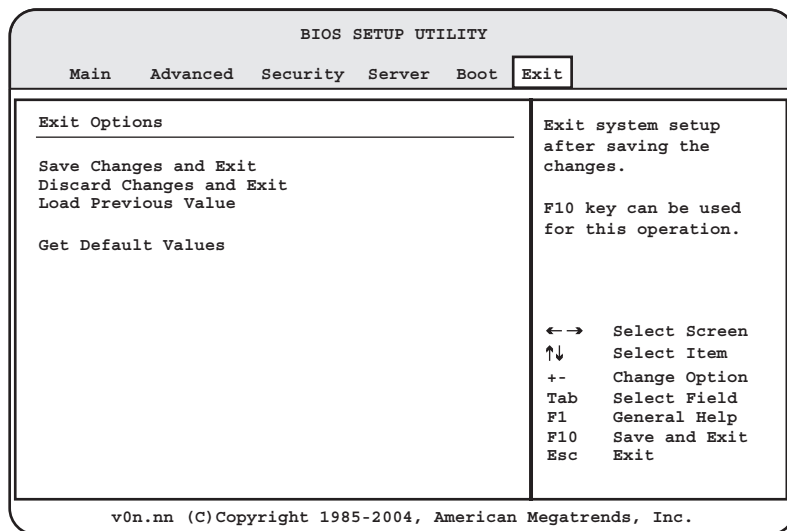 BIOS SETUP UTILITY
Main Advanced Security Server Boot Exit
Exit Options
Save Changes and Exit
Discard Changes and Exit
Load Previous Value
Get Default Values
Exit system setup
after saving the
changes.
F10 key can be used
for this operation.
←→ Select Screen
↑↓ Select Item
+- Change Option
Tab Select Field
F1 General Help
F10 Save and Exit
Esc Exit
v0n.nn (C)Copyright 1985-2004, American Megatrends, Inc.